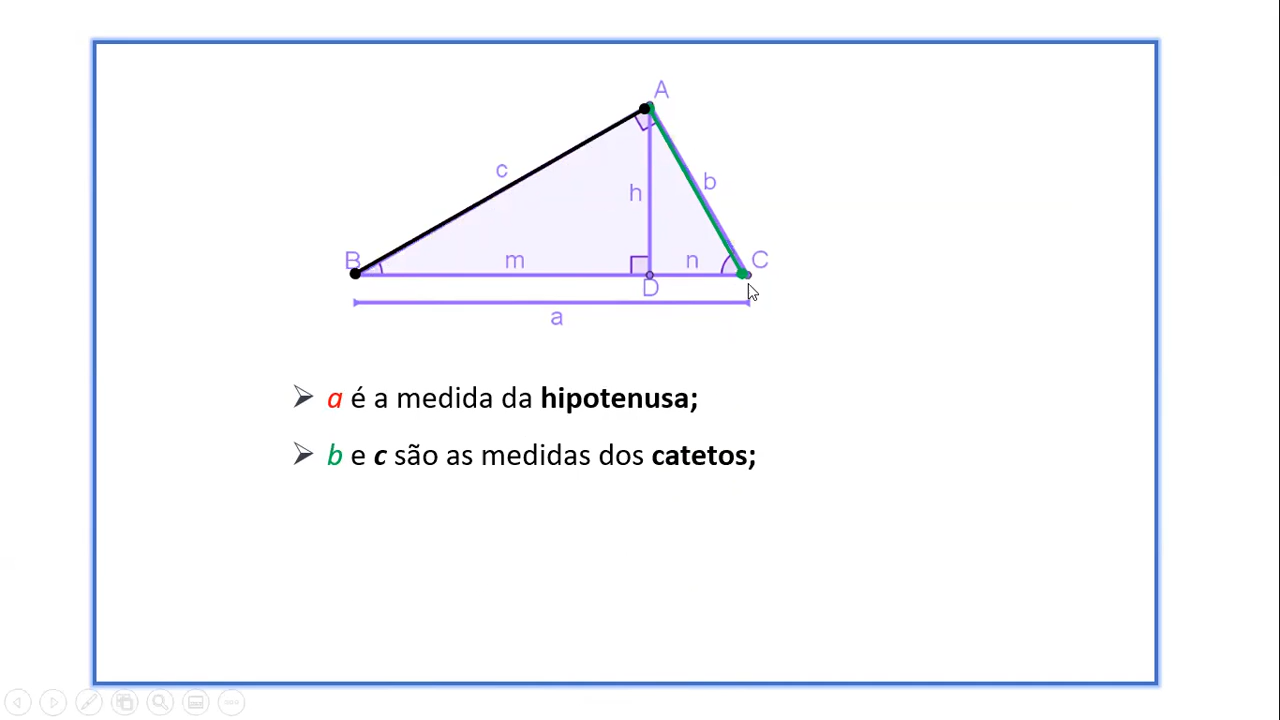 A
c
b
h
B
m
n
C
D
a
a é a medida da hipotenusa;
b e c são as medidas dos catetos;